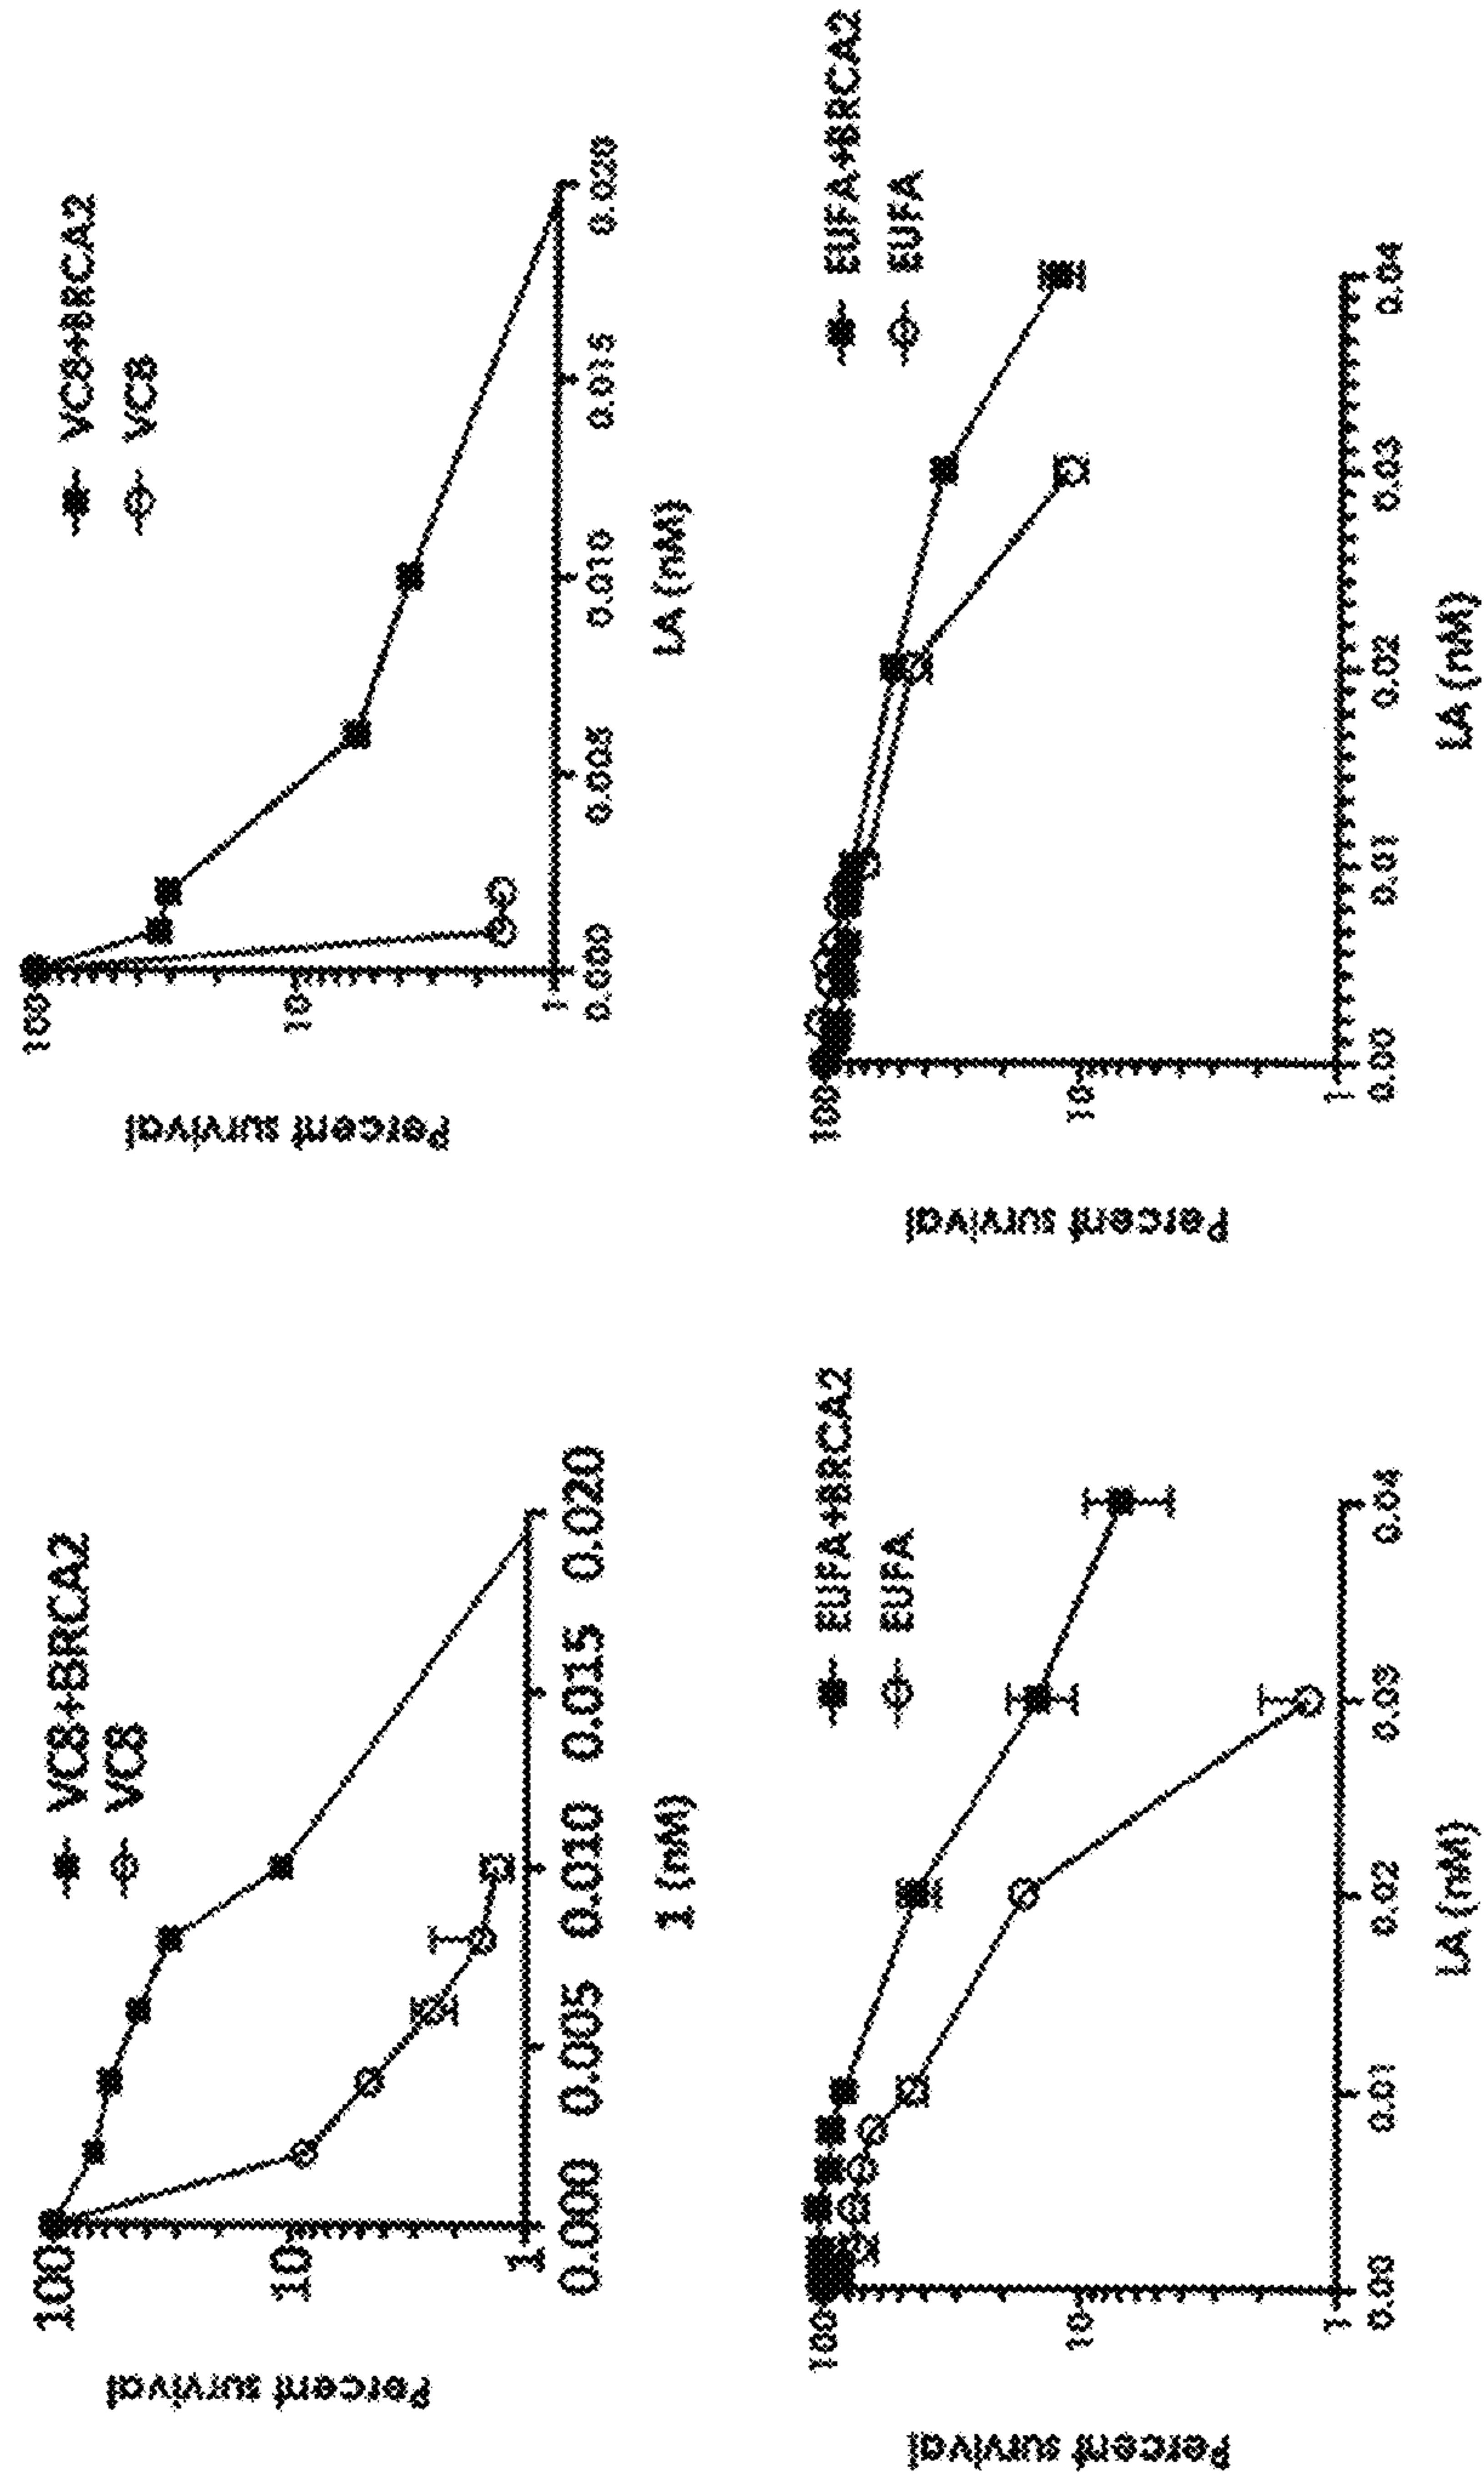 VC8+BRCA2
VC8
Percent survival
100
10
1
0.000
0.005
0.010
0.015
0.020
1 (nM)
VC8+BRCA2
VC8
Percent survival
100
10
1
0.000
0.005
0.010
0.015
0.020
LA (nM)
EUFA+BRCA2
EUFA
Percent survival
100
10
1
0.00
0.01
0.02
0.03
0.04
LA (nM)
EUFA+BRCA2
EUFA
Percent survival
100
10
1
0.00
0.01
0.02
0.03
0.04
LA (nM)